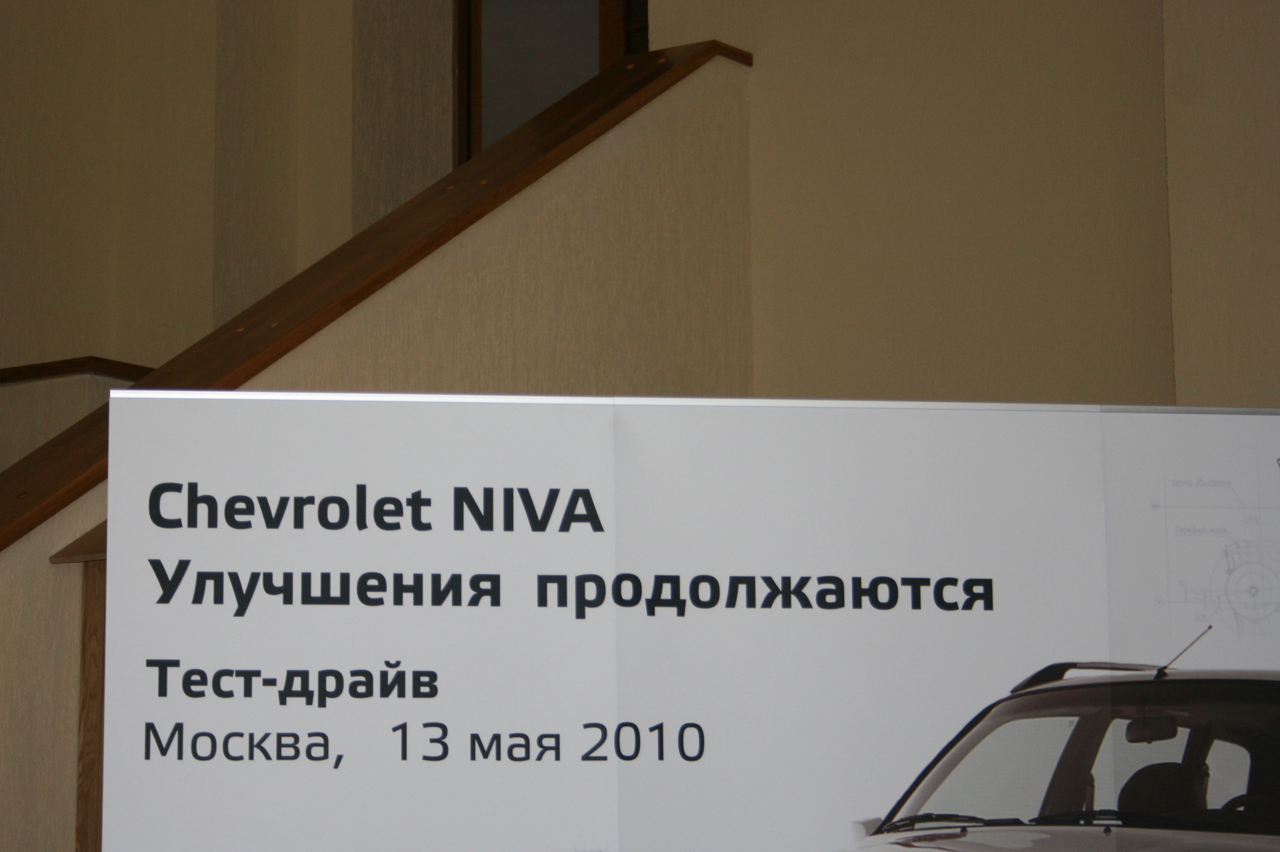 Chevrolet NIVA
Улучшения продолжаются
Тест-драйв
Москва, 13 мая 2010